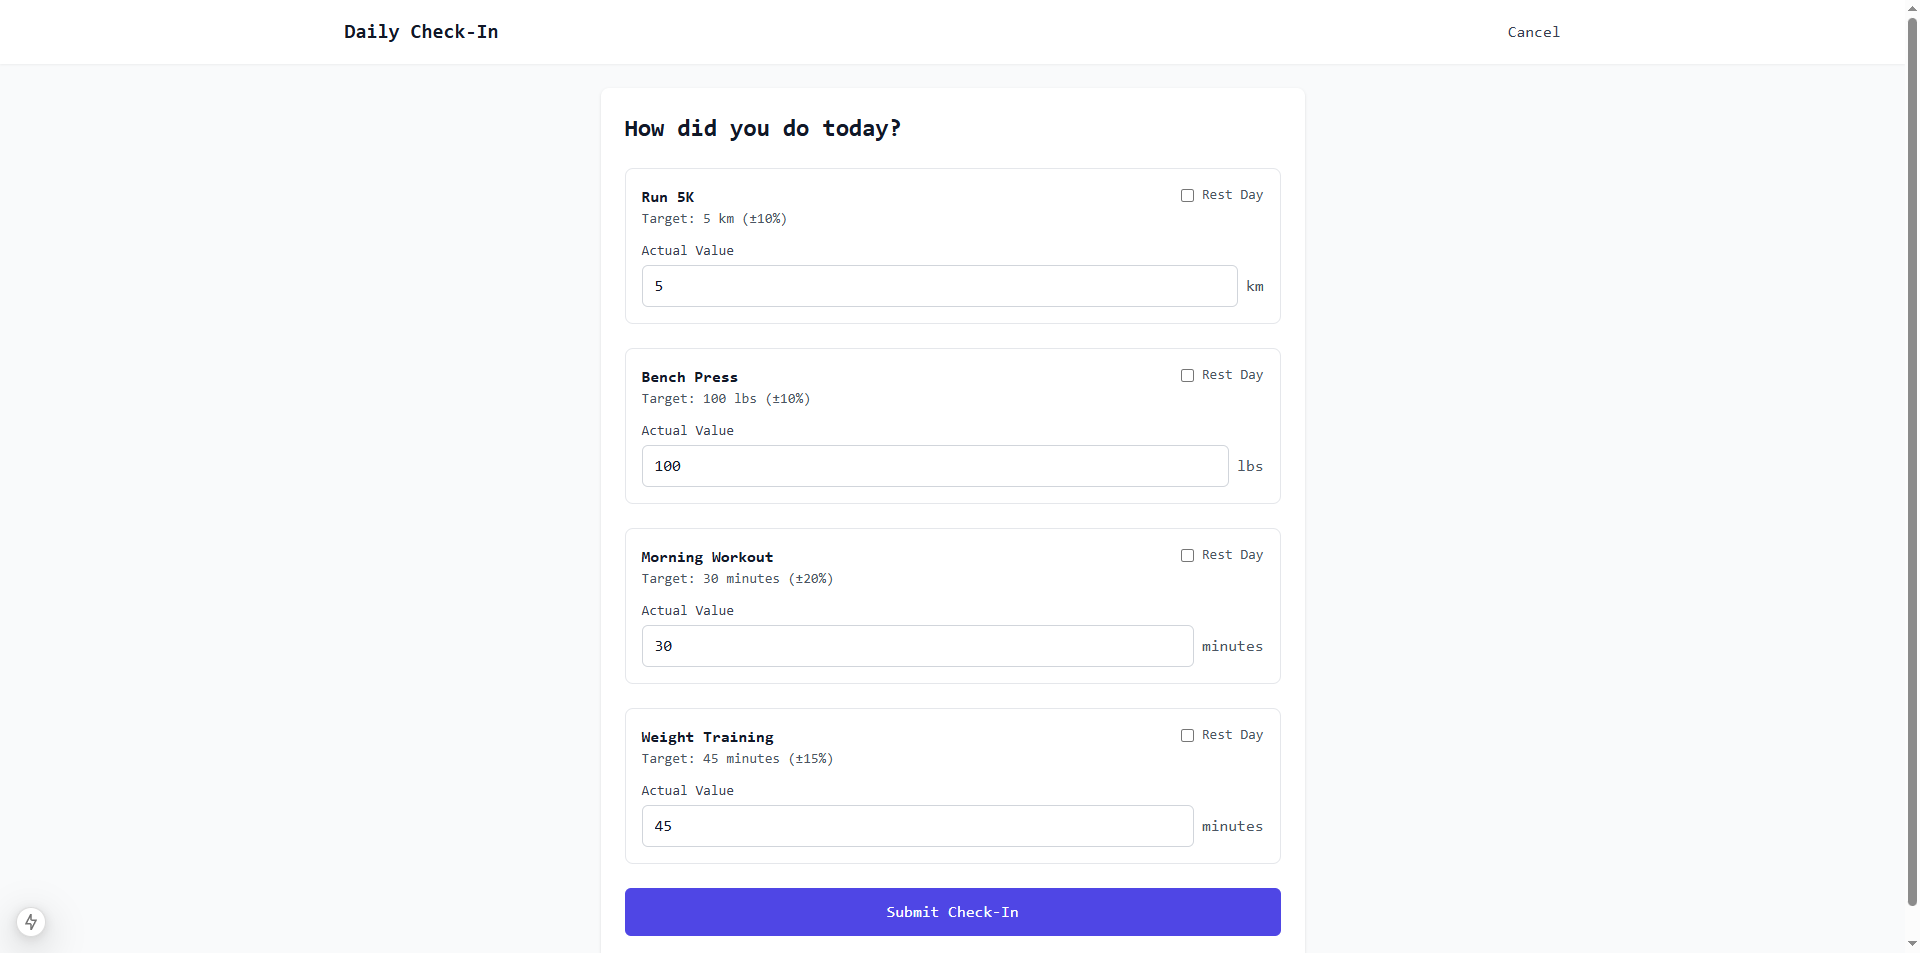 Daily Check-In
Cancel
How did you do today?
Run 5K
Rest Day
Target: 5 km (±10%)
Actual Value
5
km
Bench Press
Rest Day
Target: 100 lbs (±10%)
Actual Value
100
lbs
Morning Workout
Rest Day
Target: 30 minutes (±20%)
Actual Value
30
minutes
Weight Training
Rest Day
Target: 45 minutes (±15%)
Actual Value
45
minutes
Submit Check-In